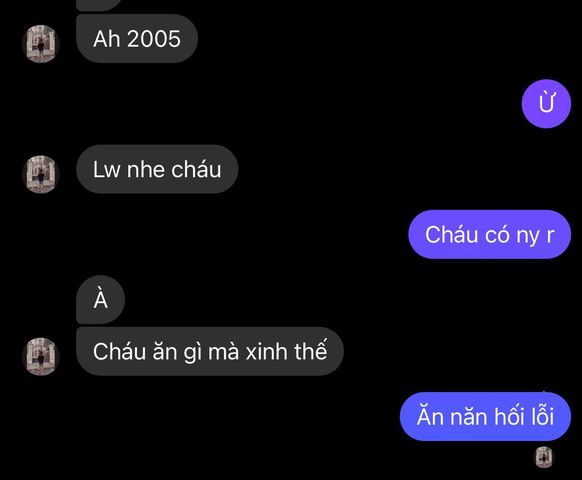 Ah 2005
Ừ
Lw nhe cháu
Cháu có ny r
À
Cháu ăn gì mà xinh thế
Ăn năn hối lỗi